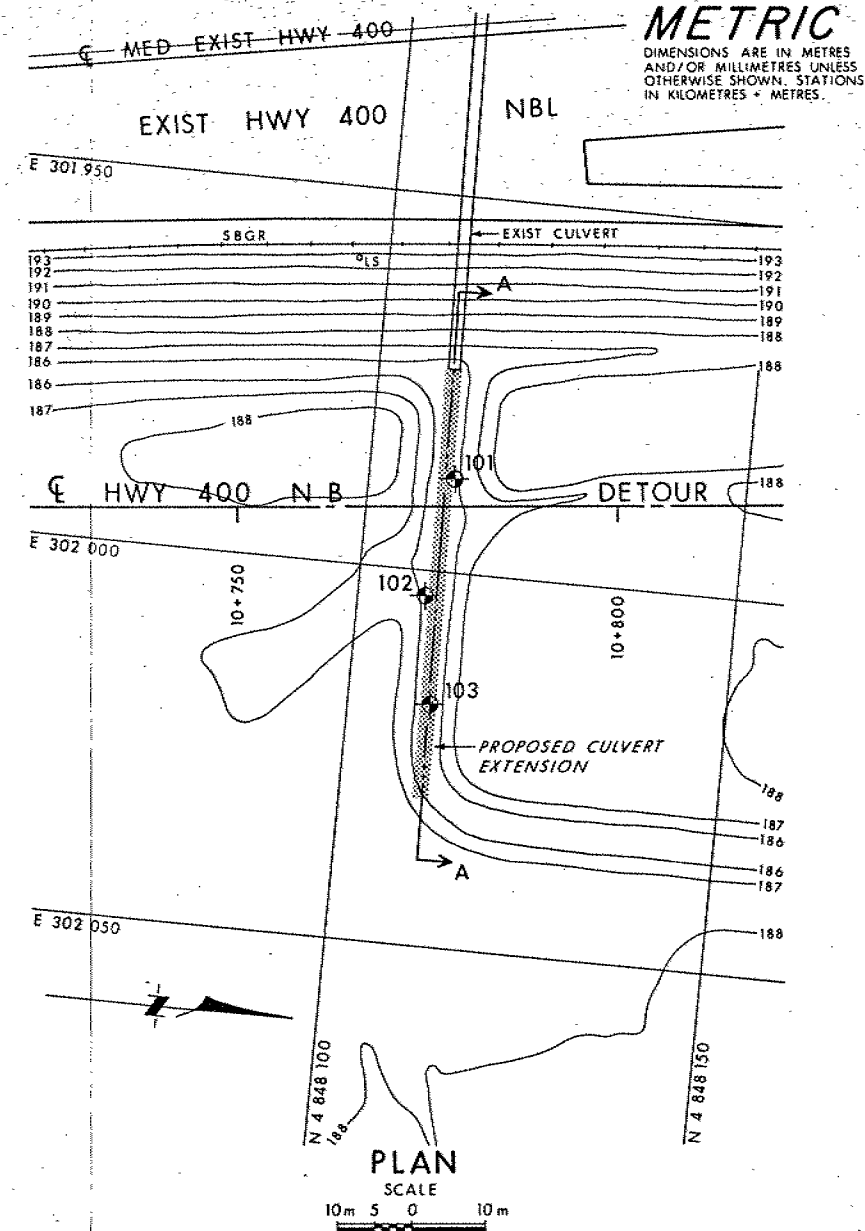 METRIC
DIMENSIONS ARE IN METRES
AND/OR MILLIMETRES UNLESS
OTHERWISE SHOWN. STATIONS
IN KILOMETRES + METRES.
℄ MED EXIST HWY 400
EXIST HWY 400 NBL
E 301 950
SBGR
EXIST CULVERT
LS
193 193
192 192
191 191
190 190
189 189
188 188
187
186
186
187
188
188
A
101
℄ HWY 400 N B DETOUR
188
E 302 000
10+750
102
10+800
103
PROPOSED CULVERT
EXTENSION
188
187
186
186
187
A
E 302 050
188
N
N 4 848 100
N 4 848 150
188
PLAN
SCALE
10m 5 0 10m